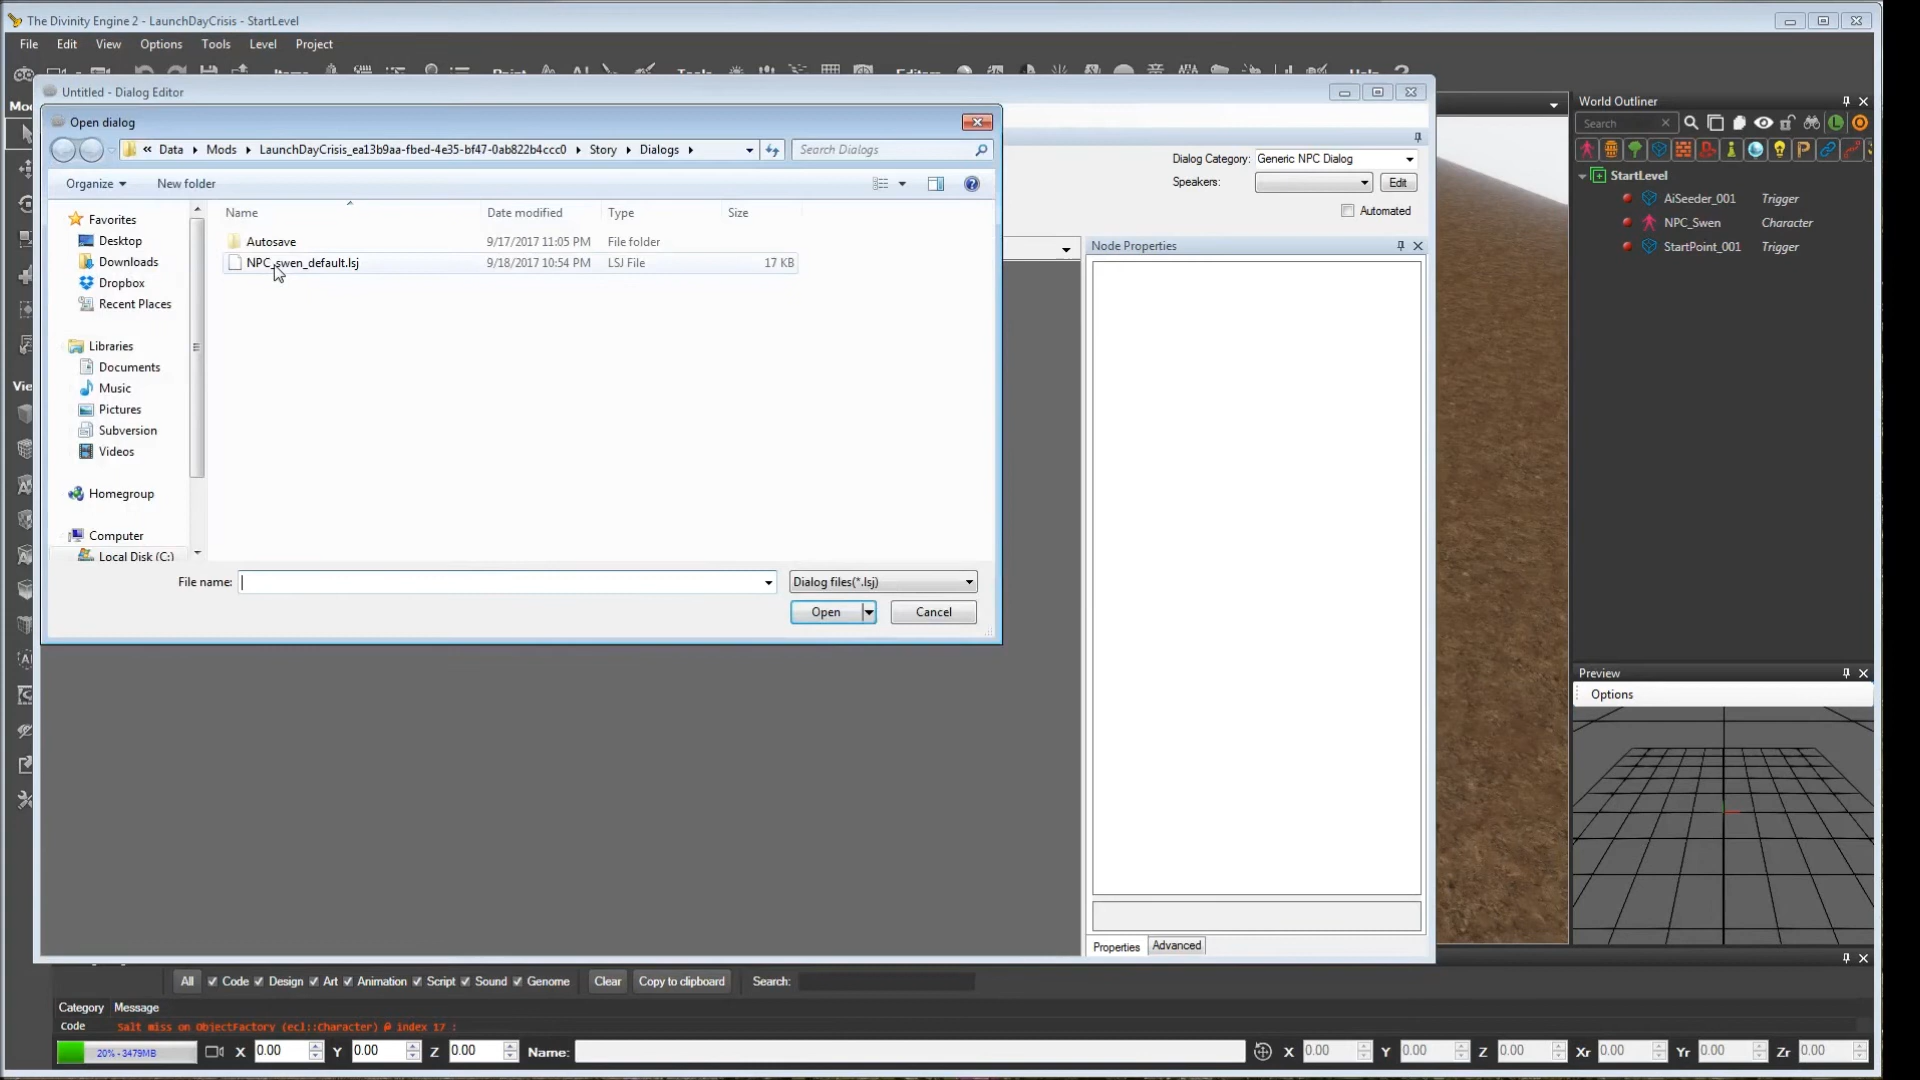 The Divinity Engine 2 - LaunchDayCrisis - StartLevel
File Edit View Options Tools Level Project
Untitled - Dialog Editor
Open dialog
« Data Mods LaunchDayCrisis_ea13b9aa-fbed-4e35-bf47-0ab822b4ccc0 Story Dialogs
Search Dialogs
Organize New folder
Name Date modified Type Size
Autosave 9/17/2017 11:05 PM File folder
NPC_swen_default.lsj 9/18/2017 10:54 PM LSJ File 17 KB
Favorites
Desktop
Downloads
Dropbox
Recent Places
Libraries
Documents
Music
Pictures
Subversion
Videos
Homegroup
Computer
Local Disk (C:)
File name:
Dialog files(*.lsj)
Open Cancel
Dialog Category: Generic NPC Dialog
Speakers: Edit
Automated
Node Properties
Properties Advanced
World Outliner
Search
StartLevel
AiSeeder_001 Trigger
NPC_Swen Character
StartPoint_001 Trigger
Preview
Options
All Code Design Art Animation Script Sound Genome Clear Copy to clipboard Search:
Category Message
Code Salt miss on ObjectFactory (ecl::Character) @ index 17 :
20% - 3479MB X 0.00 Y 0.00 Z 0.00 Name: X 0.00 Y 0.00 Z 0.00 Xr 0.00 Yr 0.00 Zr 0.00